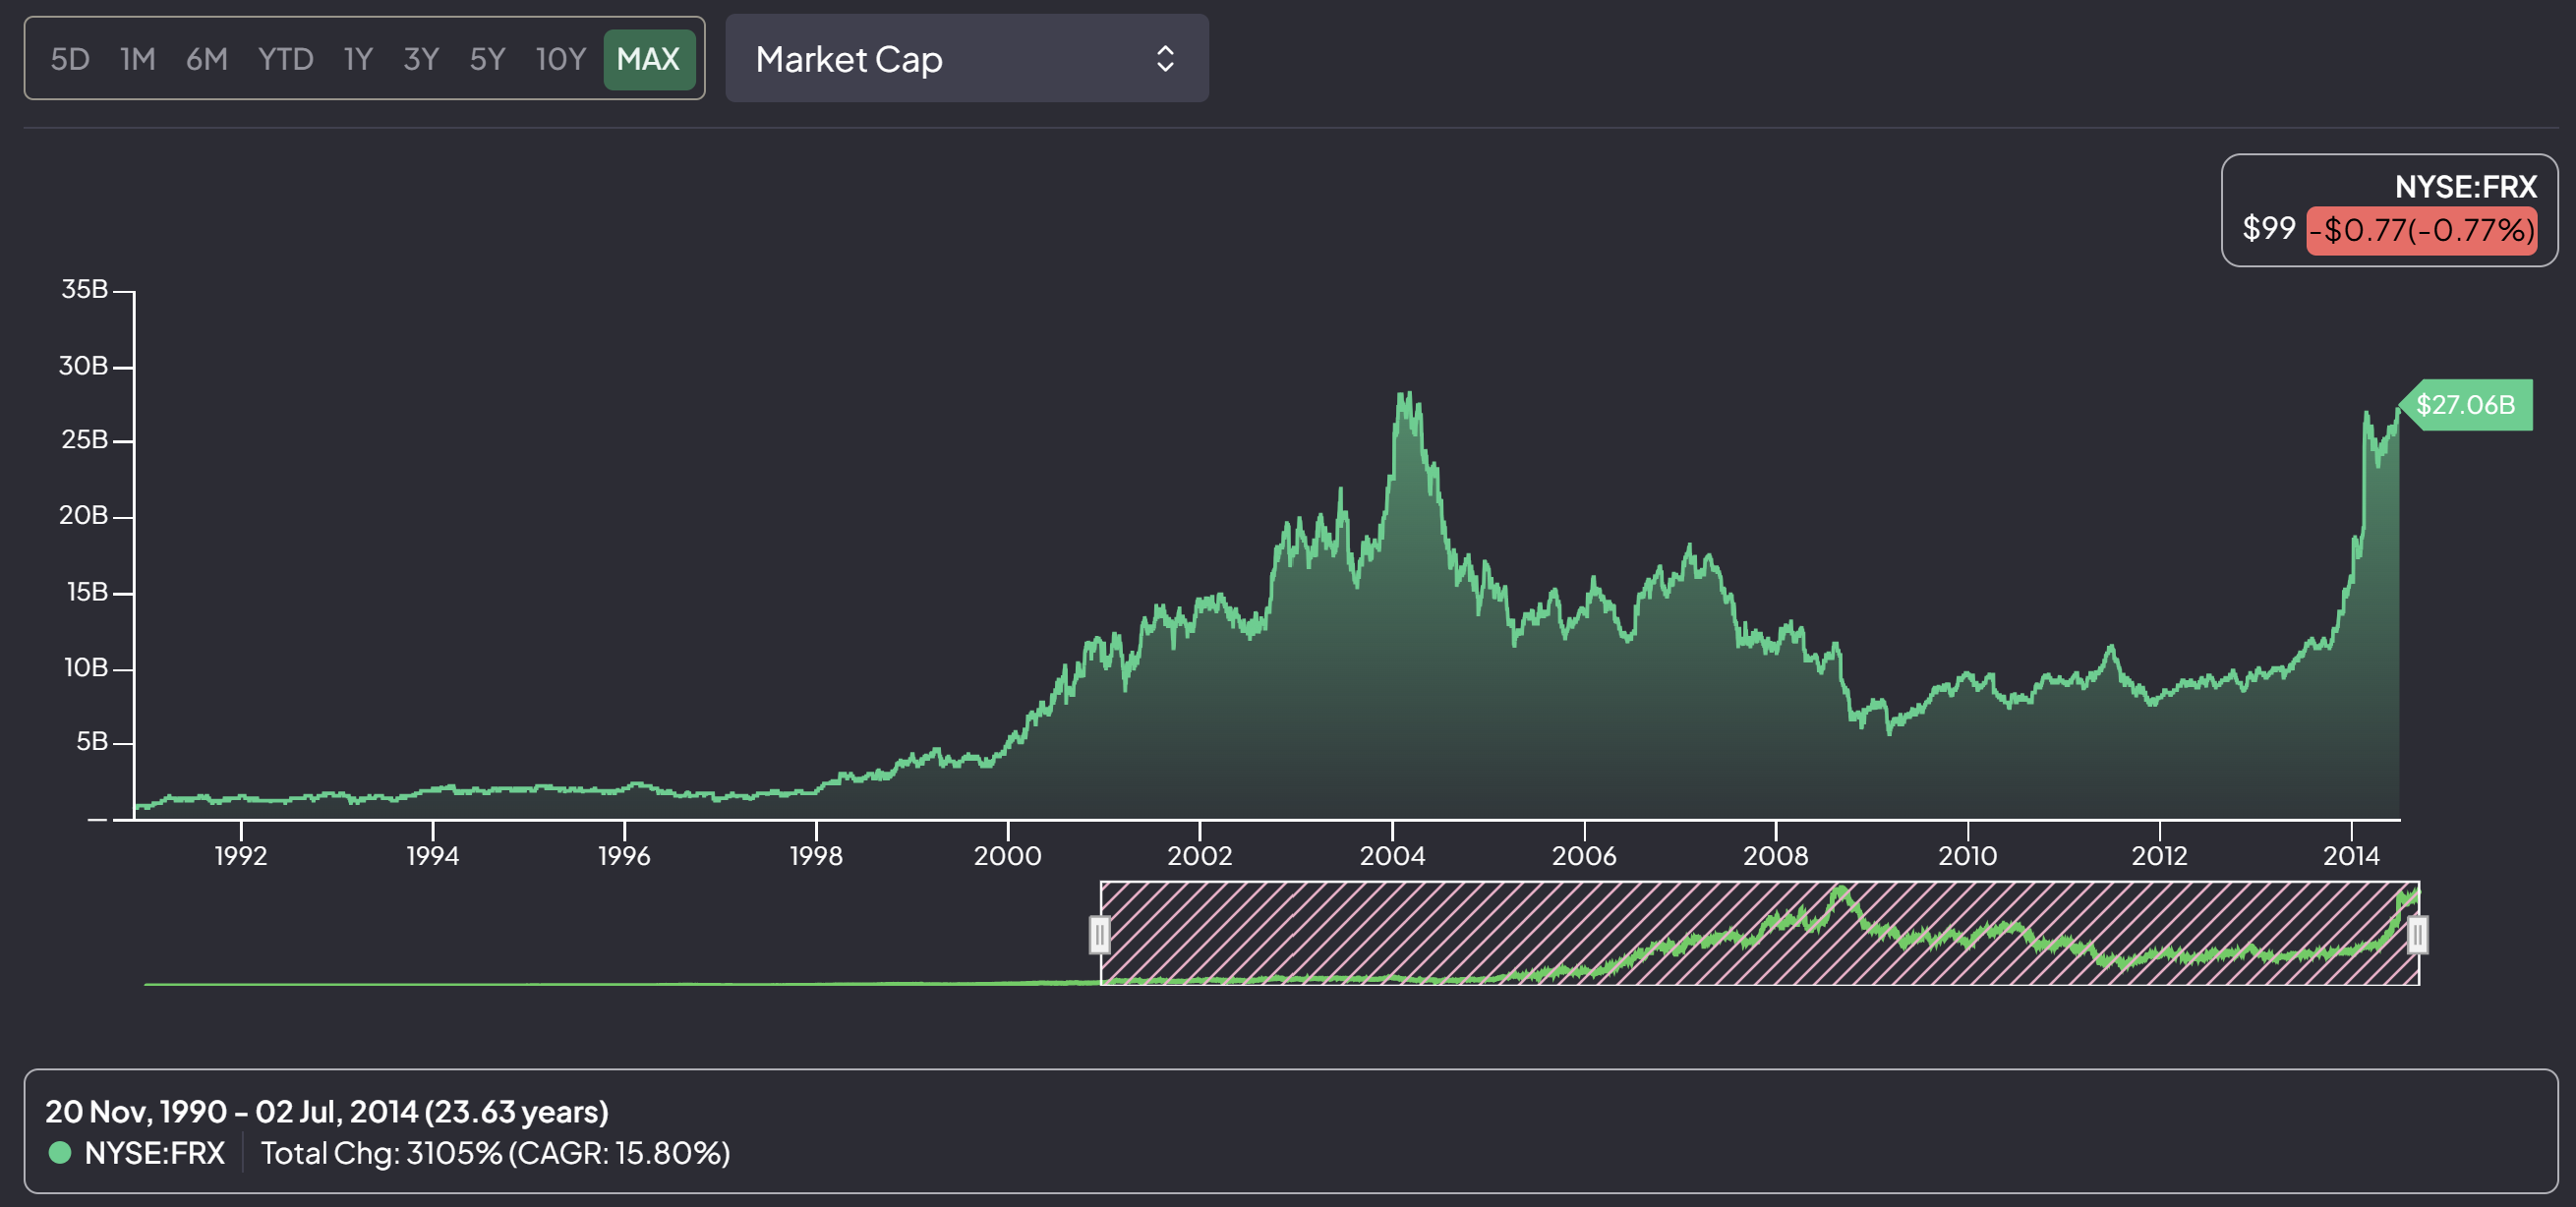 5D 1M 6M YTD 1Y 3Y 5Y 10Y MAX Market Cap
NYSE:FRX
$99 -$0.77(-0.77%)
35B
30B
$27.06B
25B
20B
15B
10B
5B
—
1992 1994 1996 1998 2000 2002 2004 2006 2008 2010 2012 2014
20 Nov, 1990 – 02 Jul, 2014 (23.63 years)
NYSE:FRX Total Chg: 3105% (CAGR: 15.80%)